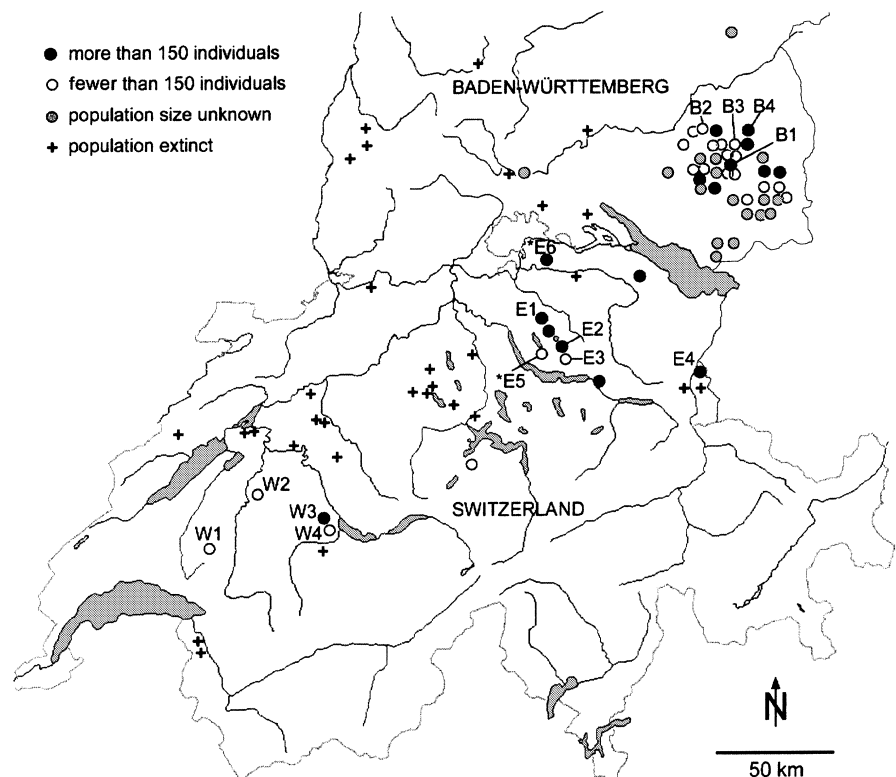 more than 150 individuals
fewer than 150 individuals
population size unknown
population extinct
BADEN-WÜRTTEMBERG
B2
B3
B4
B1
*E6
E1
E2
E3
*E5
E4
W2
W3
W4
W1
SWITZERLAND
N
50 km